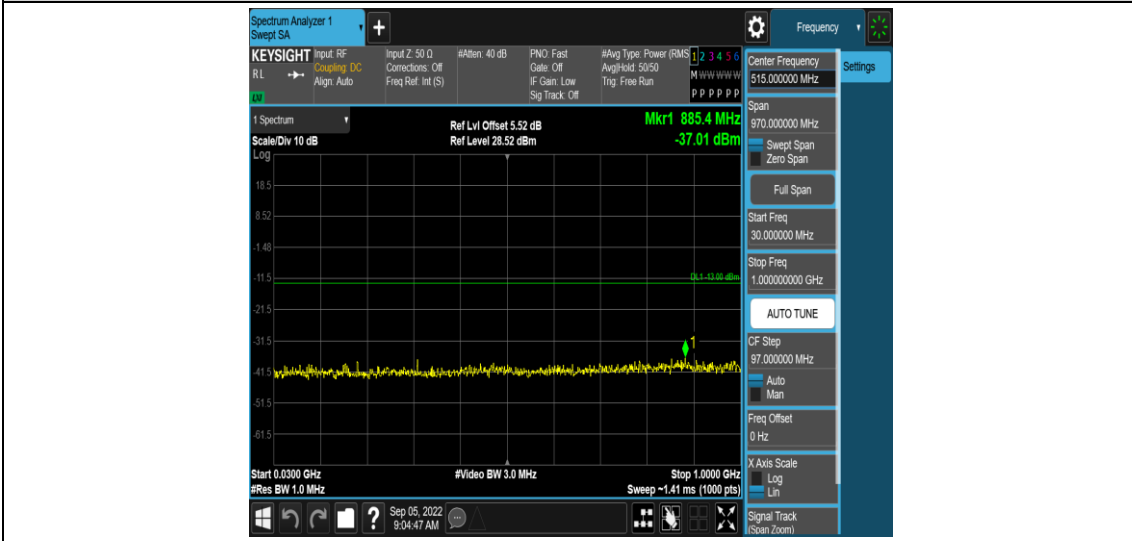 Spectrum Analyzer 1
Swept SA
+
Frequency
KEYSIGHT
RL
Input: RF
Coupling: DC
Align: Auto
Input Z: 50 Ω
Corrections: Off
Freq Ref: Int (S)
#Atten: 40 dB
PNO: Fast
Gate: Off
IF Gain: Low
Sig Track: Off
#Avg Type: Power (RMS
Avg|Hold: 50/50
Trig: Free Run
1 2 3 4 5 6
M W W W W W
P P P P P P
1 Spectrum
Scale/Div 10 dB
Log
Ref Lvl Offset 5.52 dB
Ref Level 28.52 dBm
Mkr1 885.4 MHz
-37.01 dBm
18.5
8.52
-1.48
-11.5
DL1 -13.00 dBm
-21.5
-31.5
1
-41.5
-51.5
-61.5
Start 0.0300 GHz
#Res BW 1.0 MHz
#Video BW 3.0 MHz
Stop 1.0000 GHz
Sweep ~1.41 ms (1000 pts)
?
Sep 05, 2022
9:04:47 AM
Center Frequency
515.000000 MHz
Settings
Span
970.000000 MHz
Swept Span
Zero Span
Full Span
Start Freq
30.000000 MHz
Stop Freq
1.000000000 GHz
AUTO TUNE
CF Step
97.000000 MHz
Auto
Man
Freq Offset
0 Hz
X Axis Scale
Log
Lin
Signal Track
(Span Zoom)